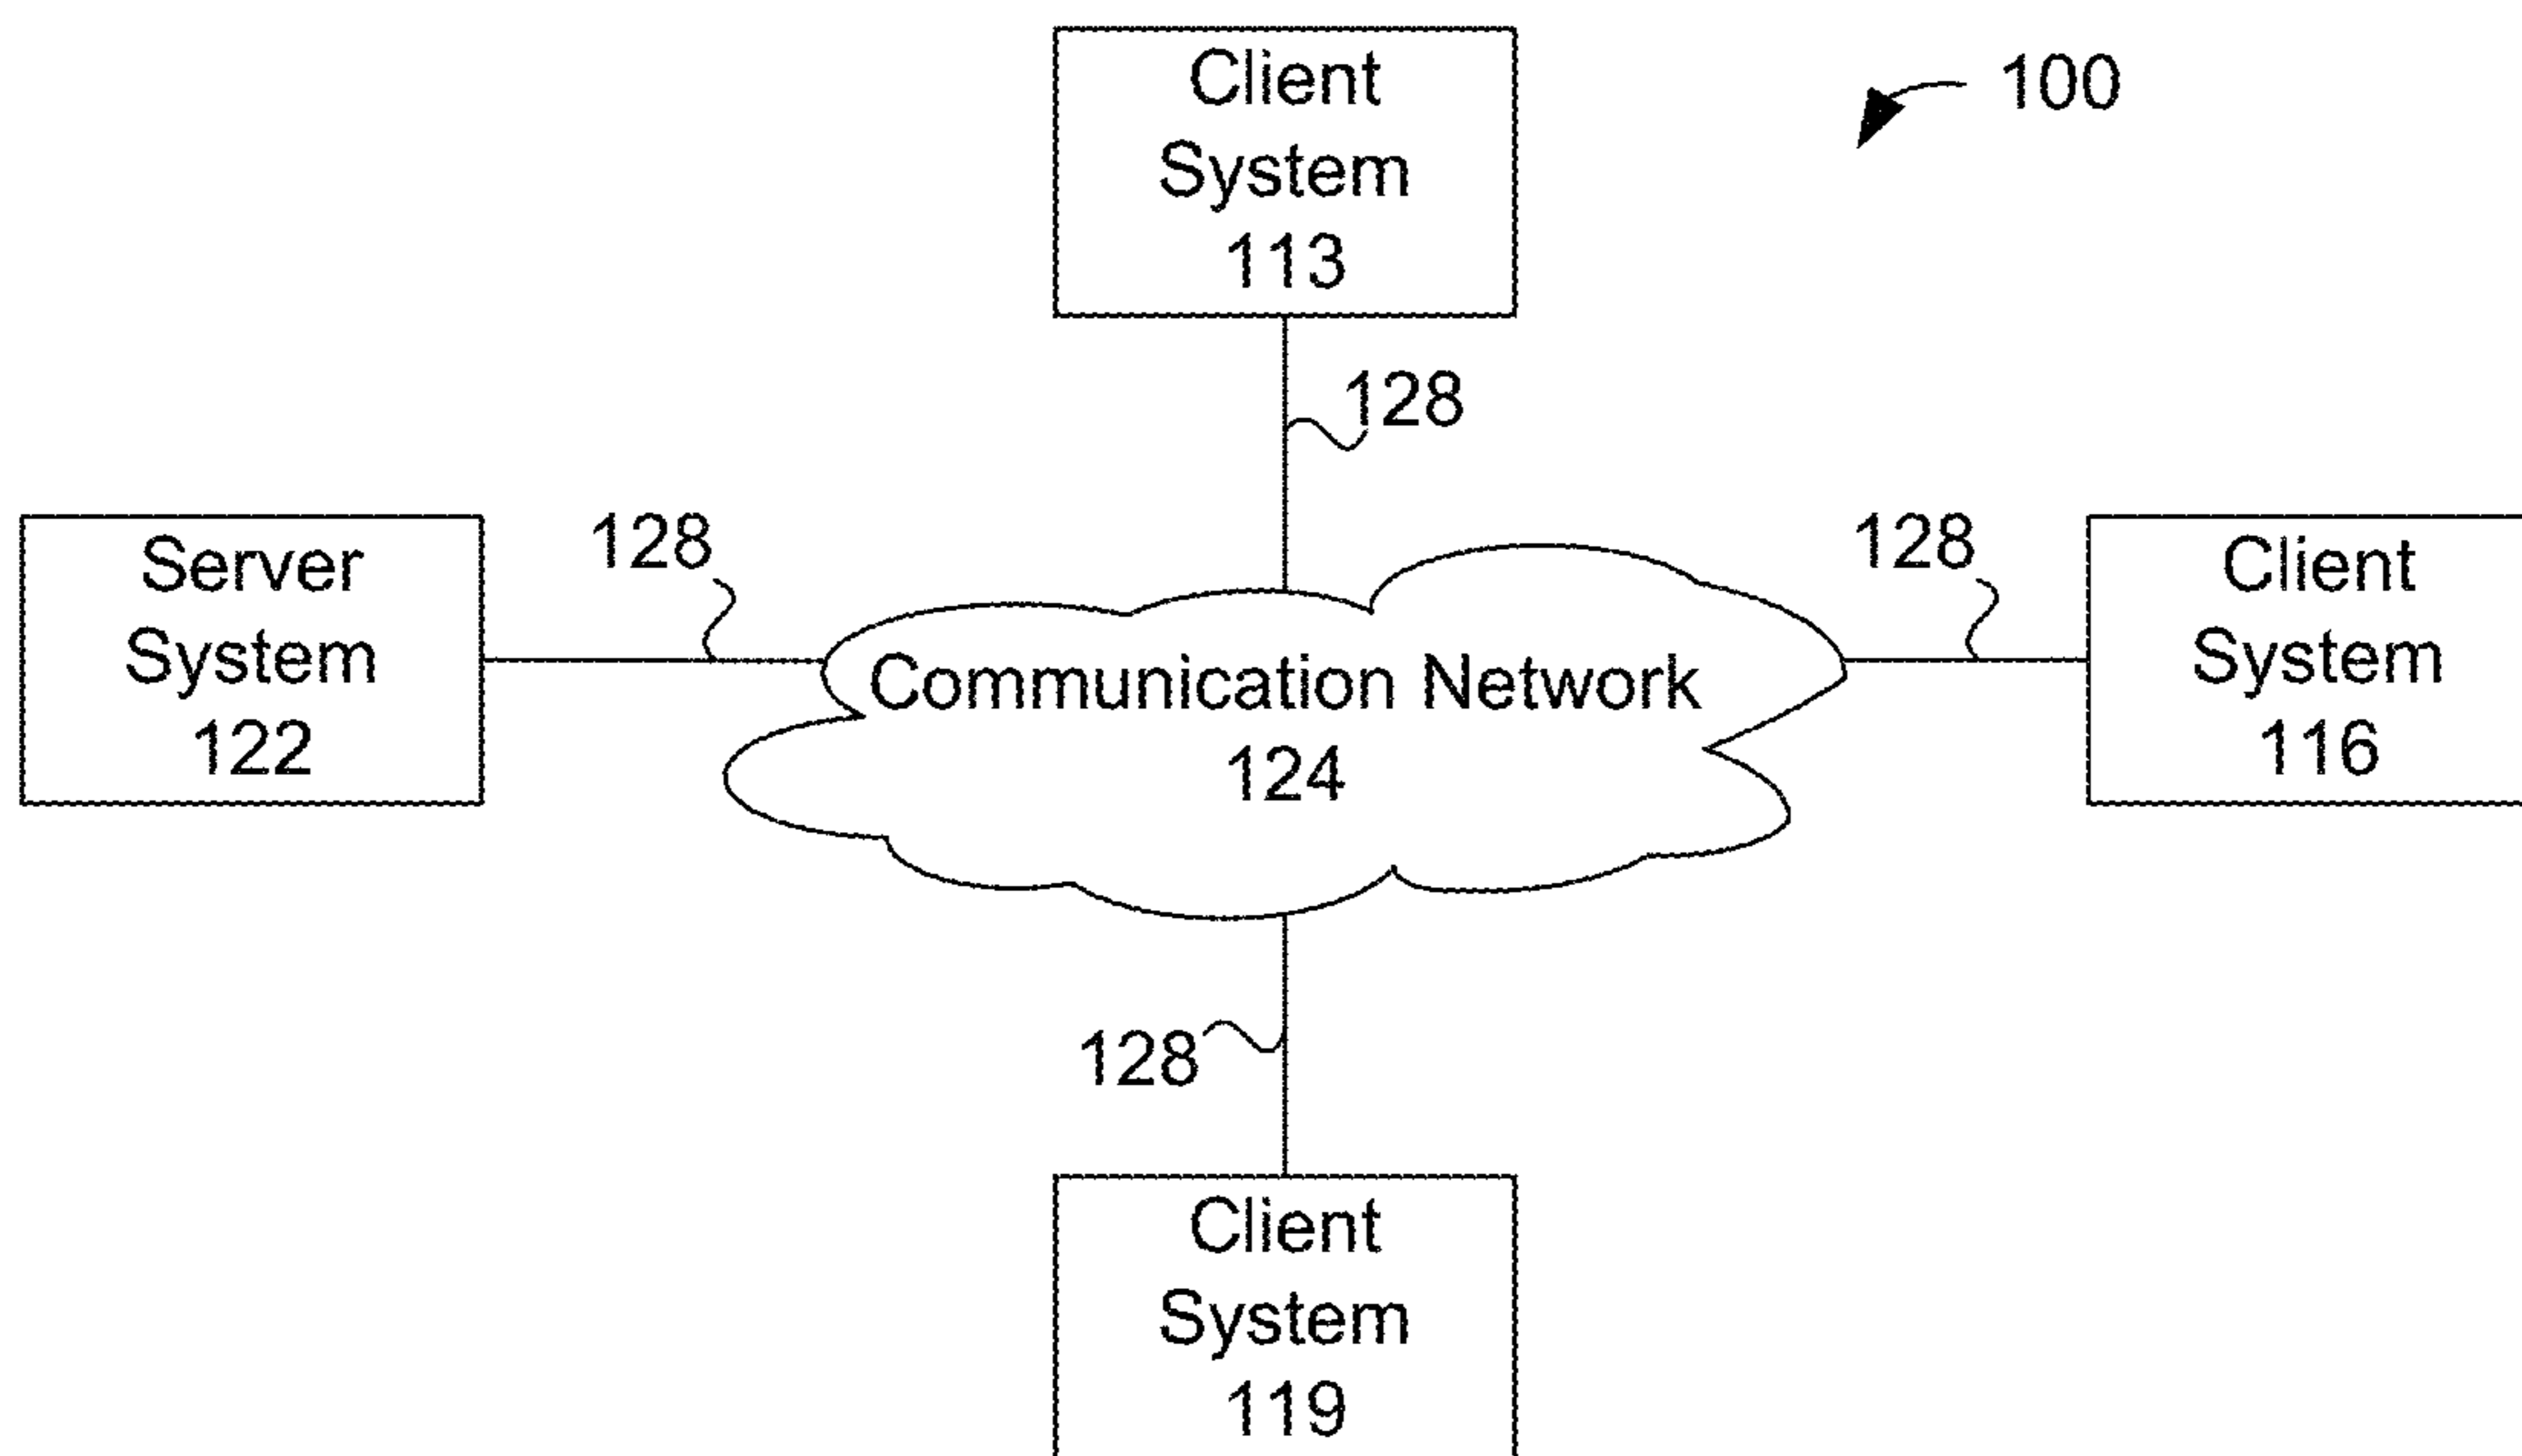 Client
System
113
100
128
Server
System
122
128
Communication Network
124
128
Client
System
116
128
Client
System
119